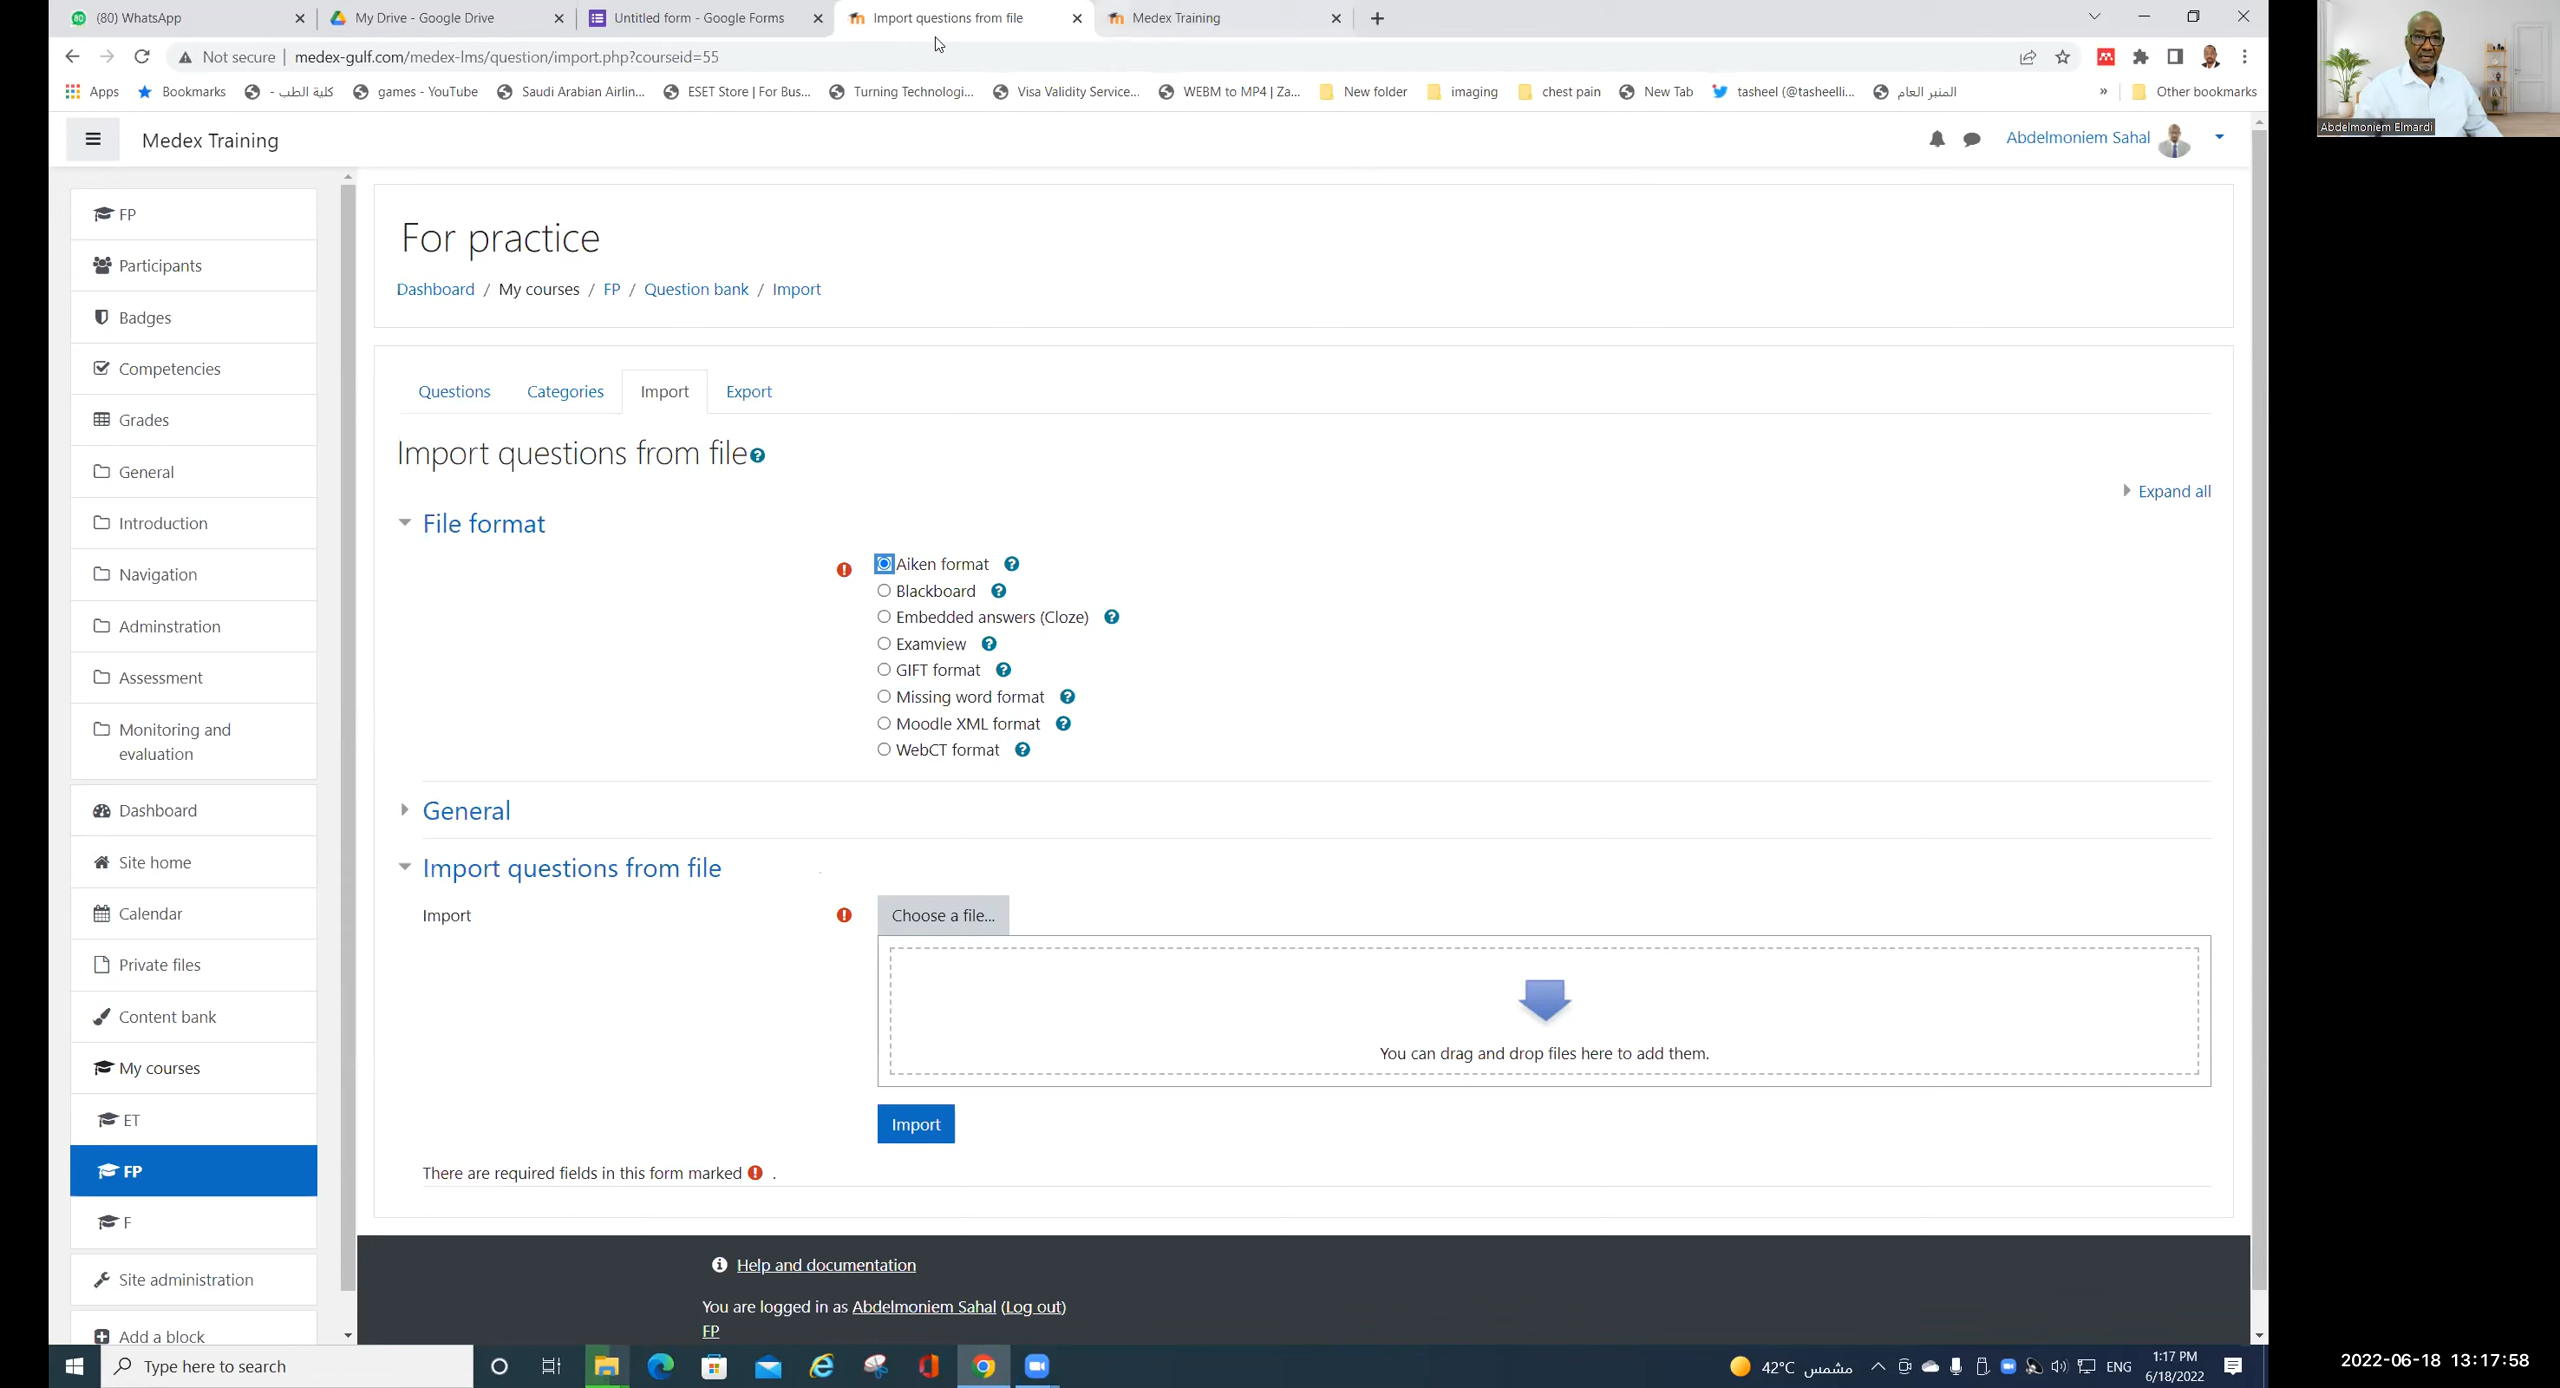 (80) WhatsApp
My Drive - Google Drive
Untitled form - Google Forms
Import questions from file
Medex Training
Not secure | medex-gulf.com/medex-lms/question/import.php?courseid=55
Apps
Bookmarks
كلية الطب -
games - YouTube
Saudi Arabian Airlin...
ESET Store | For Bus...
Turning Technologi...
Visa Validity Service...
WEBM to MP4 | Za...
New folder
imaging
chest pain
New Tab
tasheel (@tasheelli...
المنبر العام
»
Other bookmarks
Abdelmoniem Elmardi
Medex Training
Abdelmoniem Sahal
FP
Participants
Badges
Competencies
Grades
General
Introduction
Navigation
Adminstration
Assessment
Monitoring and
evaluation
Dashboard
Site home
Calendar
Private files
Content bank
My courses
ET
FP
F
Site administration
Add a block
For practice
Dashboard / My courses / FP / Question bank / Import
Questions
Categories
Import
Export
Import questions from file
Expand all
File format
Aiken format
Blackboard
Embedded answers (Cloze)
Examview
GIFT format
Missing word format
Moodle XML format
WebCT format
General
Import questions from file
Import
Choose a file...
You can drag and drop files here to add them.
Import
There are required fields in this form marked .
Help and documentation
You are logged in as Abdelmoniem Sahal (Log out)
FP
Type here to search
42°C مشمس
ENG
1:17 PM
6/18/2022
2022-06-18 13:17:58